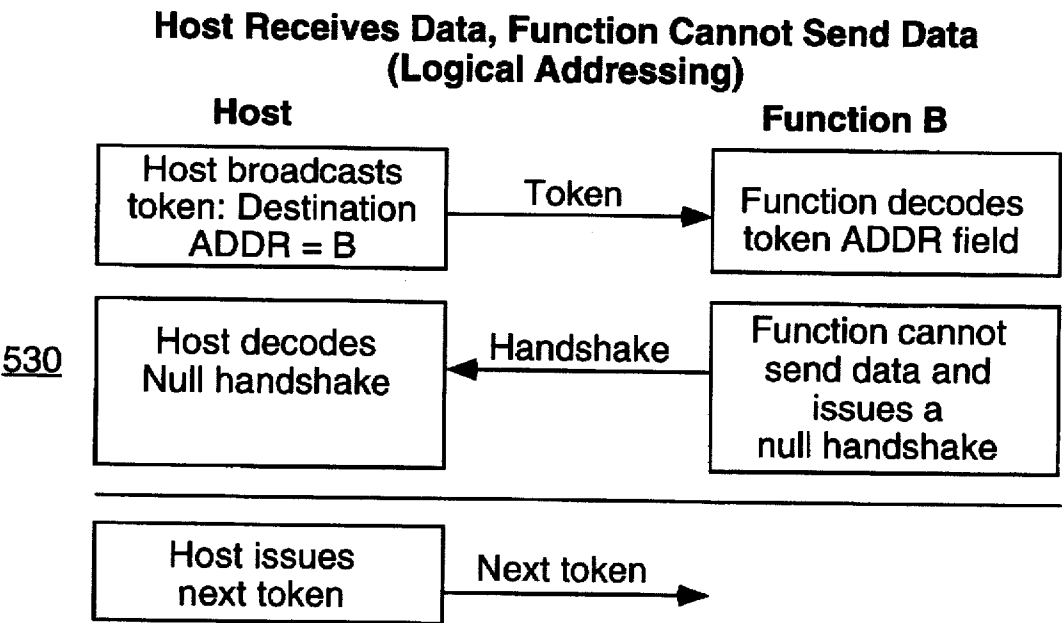 Host Receives Data, Function Cannot Send Data
(Logical Addressing)
Host
Function B
Host broadcasts
token: Destination
ADDR = B
Token
Function decodes
token ADDR field
530
Host decodes
Null handshake
Handshake
Function cannot
send data and
issues a
null handshake
Host issues
next token
Next token